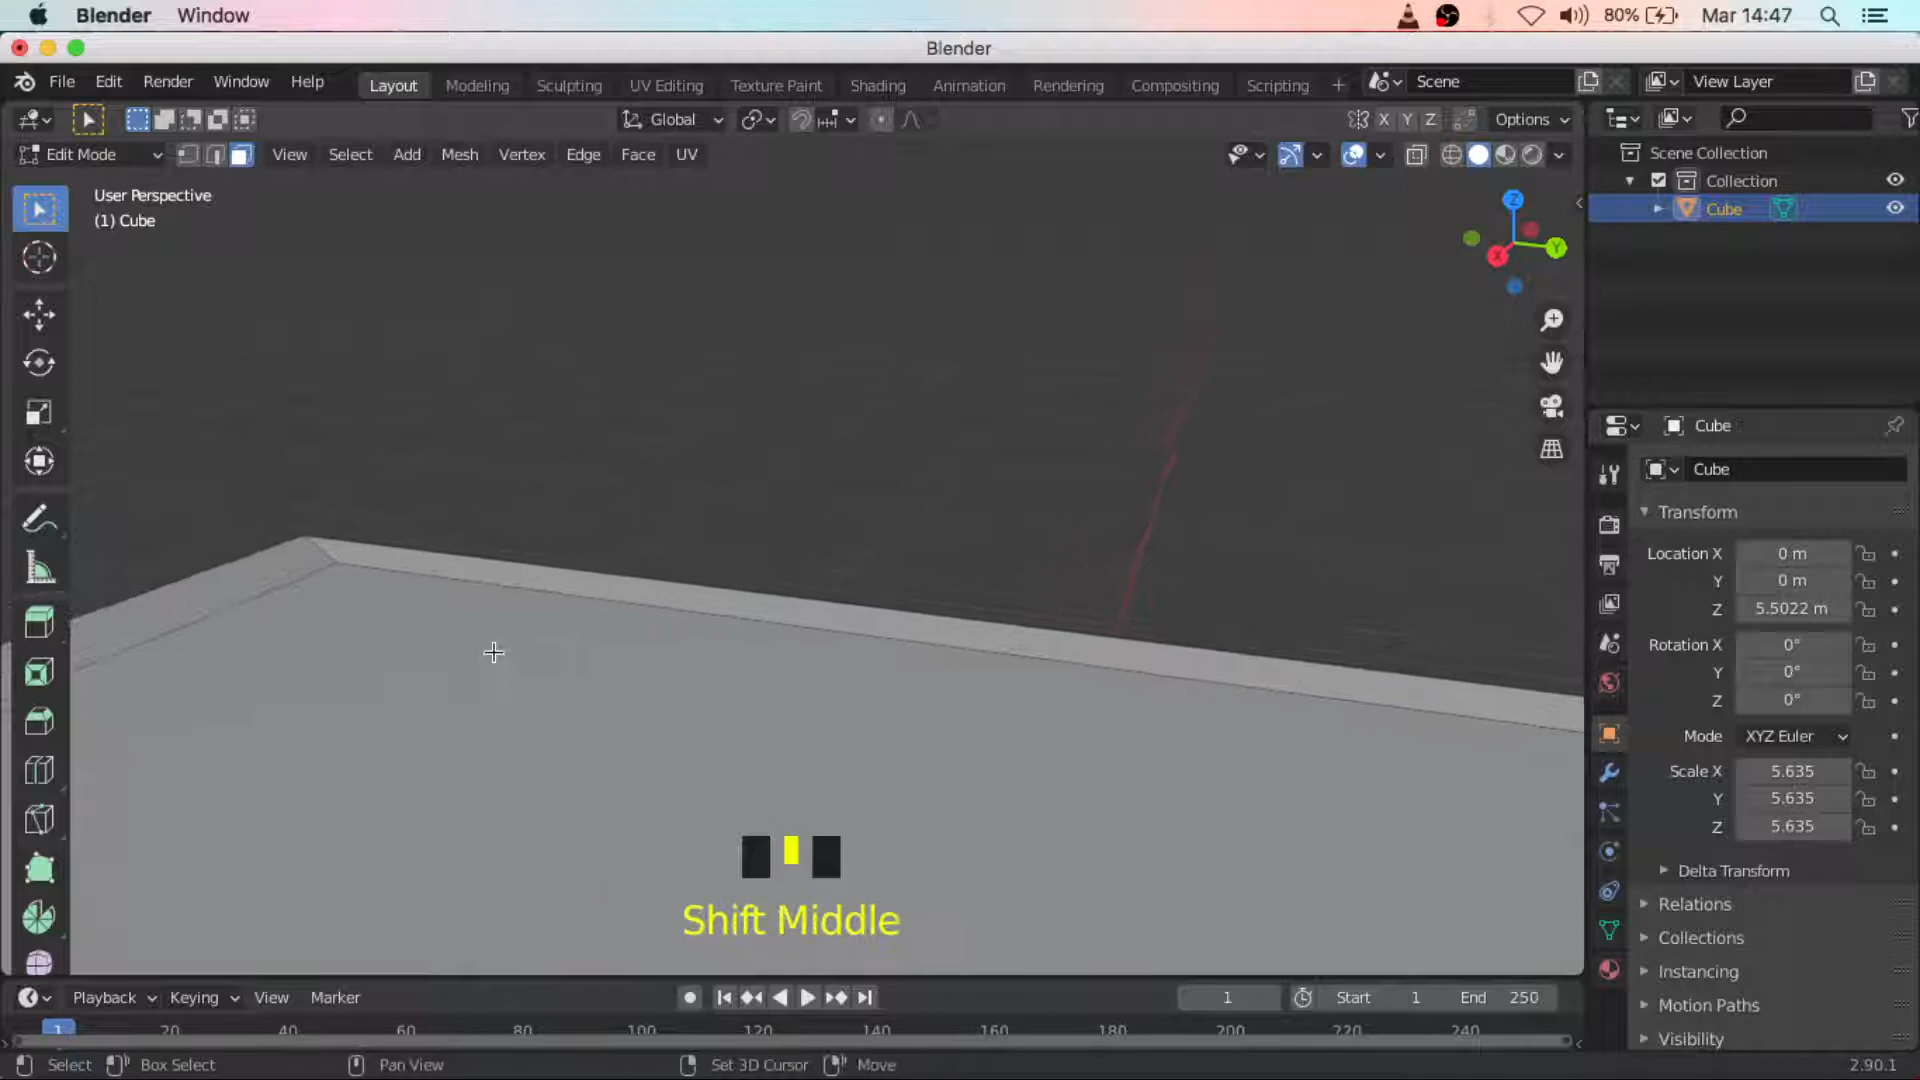 Blender Window 80% Mar 14:47
Blender
File Edit Render Window Help Layout Modeling Sculpting UV Editing Texture Paint Shading Animation Rendering Compositing Scripting + Scene View Layer
Global X Y Z Options
Edit Mode View Select Add Mesh Vertex Edge Face UV
Scene Collection
Collection
Cube
User Perspective
(1) Cube
Z
Y
X
Cube
Cube
Transform
Location X 0 m
Y 0 m
Z 5.5022 m
Rotation X 0°
Y 0°
Z 0°
Mode XYZ Euler
Scale X 5.635
Y 5.635
Z 5.635
Delta Transform
Relations
Collections
Instancing
Motion Paths
Visibility
Shift Middle
Playback Keying View Marker 1 Start 1 End 250
1 20 40 60 80 100 120 140 160 180 200 220 240
Select Box Select Pan View Set 3D Cursor Move 2.90.1